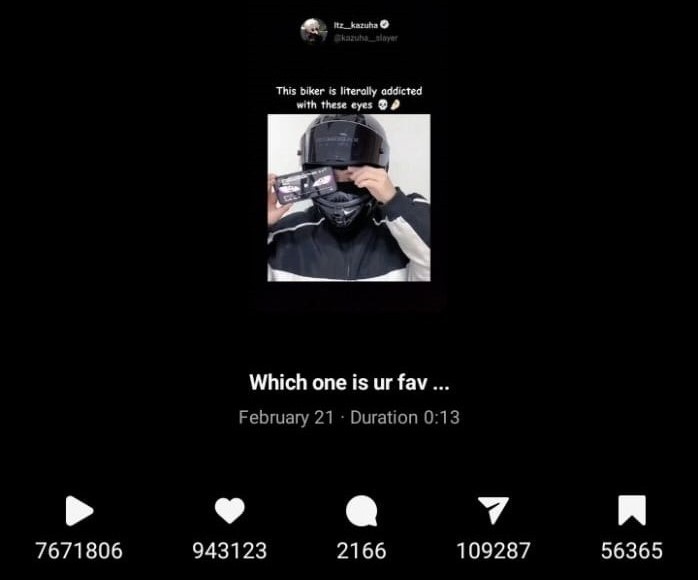 Itz__kazuha
@kazuha__slayer
This biker is literally addicted
with these eyes 💀🤌
Which one is ur fav ...
February 21 · Duration 0:13
7671806 943123 2166 109287 56365